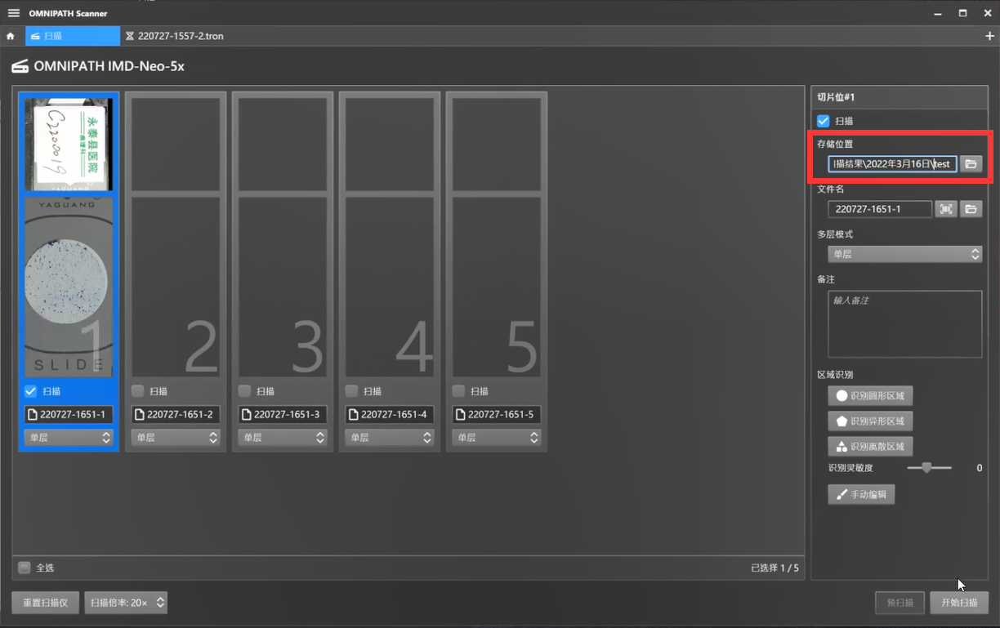 OMNIPATH Scanner
扫描
220727-1557-2.tron
OMNIPATH IMD-Neo-5x
永泰县医院
病理科
C2200019
YAGUANG
SLIDE
1
2
3
4
5
扫描
扫描
扫描
扫描
扫描
220727-1651-1
220727-1651-2
220727-1651-3
220727-1651-4
220727-1651-5
单层
单层
单层
单层
单层
全选
已选择 1 / 5
重置扫描仪
扫描倍率: 20×
切片位#1
扫描
存储位置
描结果\2022年3月16日\test
文件名
220727-1651-1
多层模式
单层
备注
输入备注
区域识别
识别圆形区域
识别异形区域
识别离散区域
识别灵敏度
0
手动编辑
预扫描
开始扫描